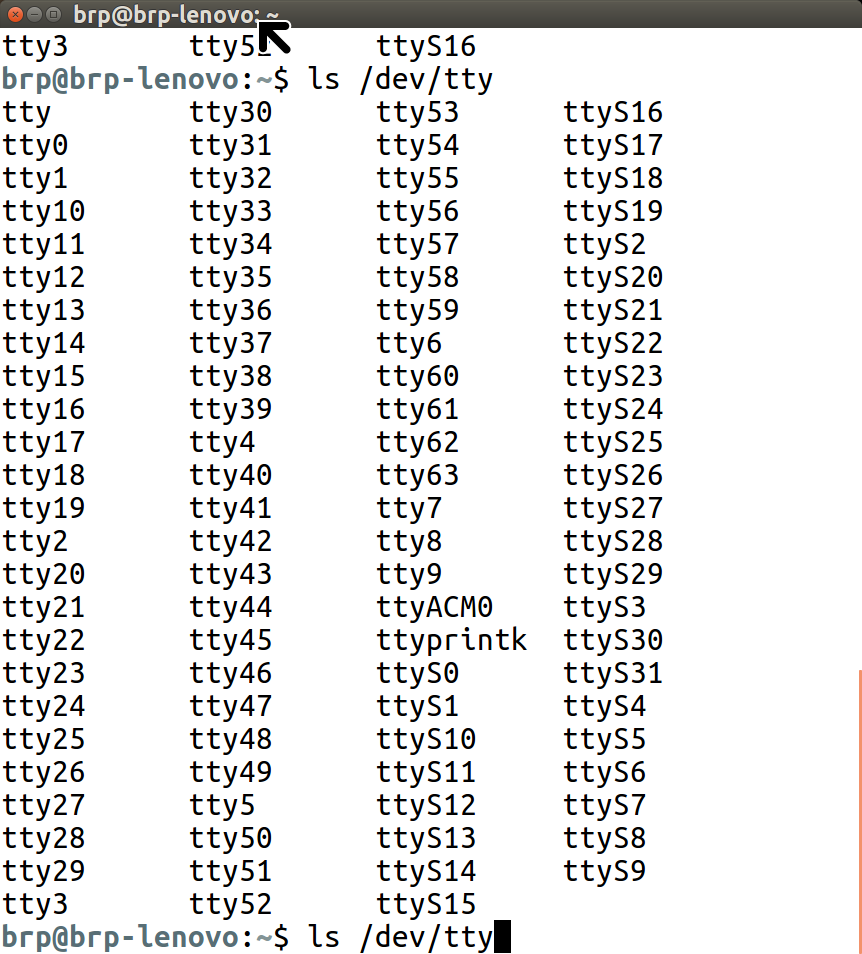 brp@brp-lenovo: ~
tty3 tty52 ttyS16
brp@brp-lenovo:~$ ls /dev/tty
tty tty30 tty53 ttyS16
tty0 tty31 tty54 ttyS17
tty1 tty32 tty55 ttyS18
tty10 tty33 tty56 ttyS19
tty11 tty34 tty57 ttyS2
tty12 tty35 tty58 ttyS20
tty13 tty36 tty59 ttyS21
tty14 tty37 tty6 ttyS22
tty15 tty38 tty60 ttyS23
tty16 tty39 tty61 ttyS24
tty17 tty4 tty62 ttyS25
tty18 tty40 tty63 ttyS26
tty19 tty41 tty7 ttyS27
tty2 tty42 tty8 ttyS28
tty20 tty43 tty9 ttyS29
tty21 tty44 ttyACM0 ttyS3
tty22 tty45 ttyprintk ttyS30
tty23 tty46 ttyS0 ttyS31
tty24 tty47 ttyS1 ttyS4
tty25 tty48 ttyS10 ttyS5
tty26 tty49 ttyS11 ttyS6
tty27 tty5 ttyS12 ttyS7
tty28 tty50 ttyS13 ttyS8
tty29 tty51 ttyS14 ttyS9
tty3 tty52 ttyS15
brp@brp-lenovo:~$ ls /dev/tty